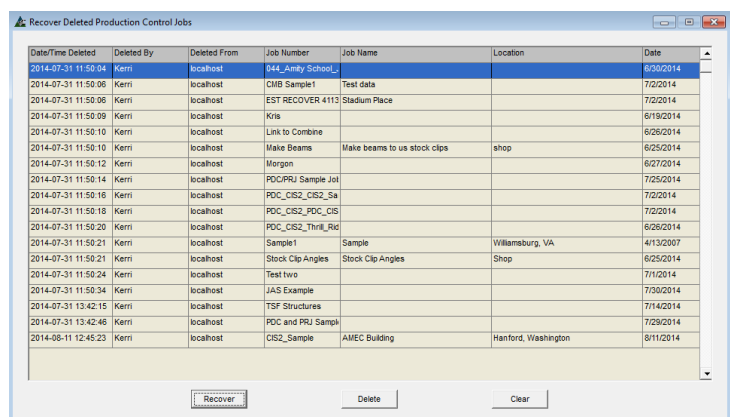 Recover Deleted Production Control Jobs
Date/Time Deleted Deleted By Deleted From Job Number Job Name Location Date
2014-07-31 11:50:04 Kerri localhost 044_Amity School_. 6/30/2014
2014-07-31 11:50:06 Kerri localhost CMB Sample1 Test data 7/2/2014
2014-07-31 11:50:06 Kerri localhost EST RECOVER 4113 Stadium Place 7/2/2014
2014-07-31 11:50:09 Kerri localhost Kris 6/19/2014
2014-07-31 11:50:10 Kerri localhost Link to Combine 6/26/2014
2014-07-31 11:50:10 Kerri localhost Make Beams Make beams to us stock clips shop 6/25/2014
2014-07-31 11:50:12 Kerri localhost Morgon 6/27/2014
2014-07-31 11:50:14 Kerri localhost PDC/PRJ Sample Job 7/25/2014
2014-07-31 11:50:16 Kerri localhost PDC_CIS2_CIS2_Sa 7/2/2014
2014-07-31 11:50:18 Kerri localhost PDC_CIS2_PDC_CIS 7/2/2014
2014-07-31 11:50:20 Kerri localhost PDC_CIS2_Thrill_Rid 6/26/2014
2014-07-31 11:50:21 Kerri localhost Sample1 Sample Williamsburg, VA 4/13/2007
2014-07-31 11:50:21 Kerri localhost Stock Clip Angles Stock Clip Angles Shop 6/25/2014
2014-07-31 11:50:24 Kerri localhost Test two 7/1/2014
2014-07-31 11:50:34 Kerri localhost JAS Example 7/30/2014
2014-07-31 13:42:15 Kerri localhost TSF Structures 7/14/2014
2014-07-31 13:42:46 Kerri localhost PDC and PRJ Sampl 7/29/2014
2014-08-11 12:45:23 Kerri localhost CIS2_Sample AMEC Building Hanford, Washington 8/11/2014
Recover Delete Clear